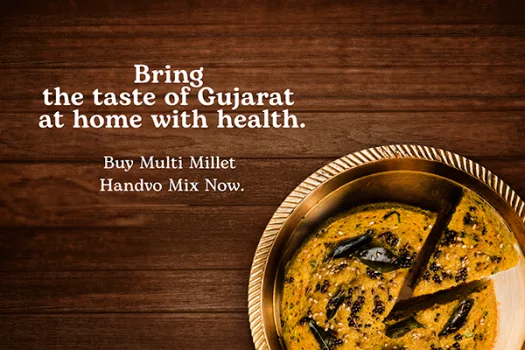 Bring
the taste of Gujarat
at home with health.
Buy Multi Millet
Handvo Mix Now.